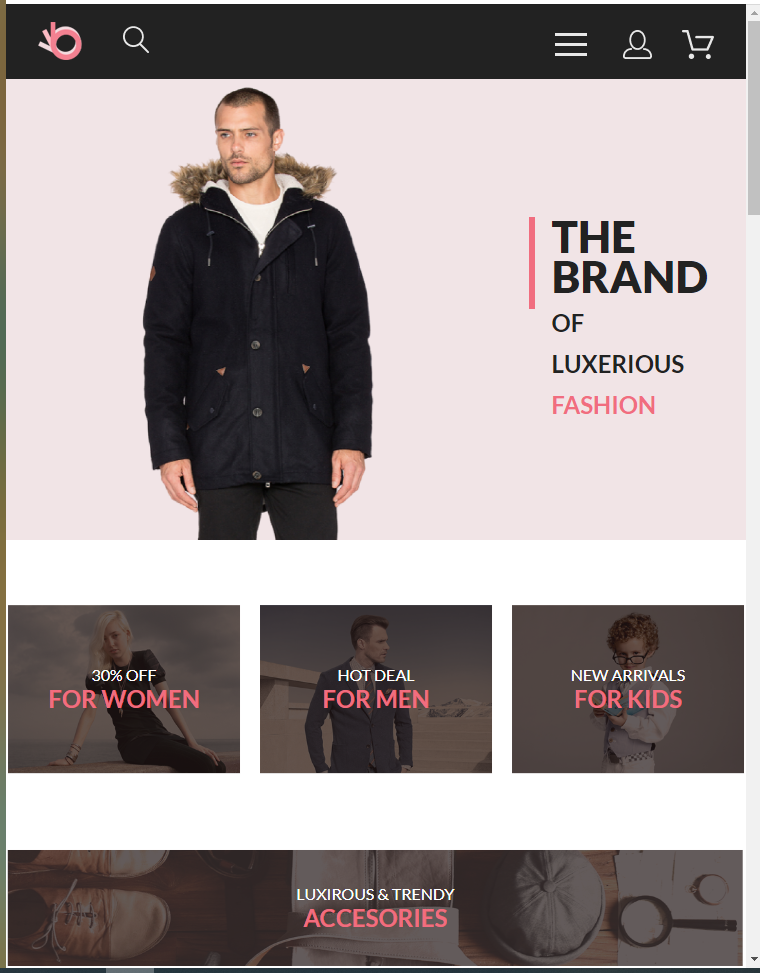 THE
BRAND
OF
LUXERIOUS
FASHION
30% OFF
FOR WOMEN
HOT DEAL
FOR MEN
NEW ARRIVALS
FOR KIDS
LUXIROUS & TRENDY
ACCESORIES